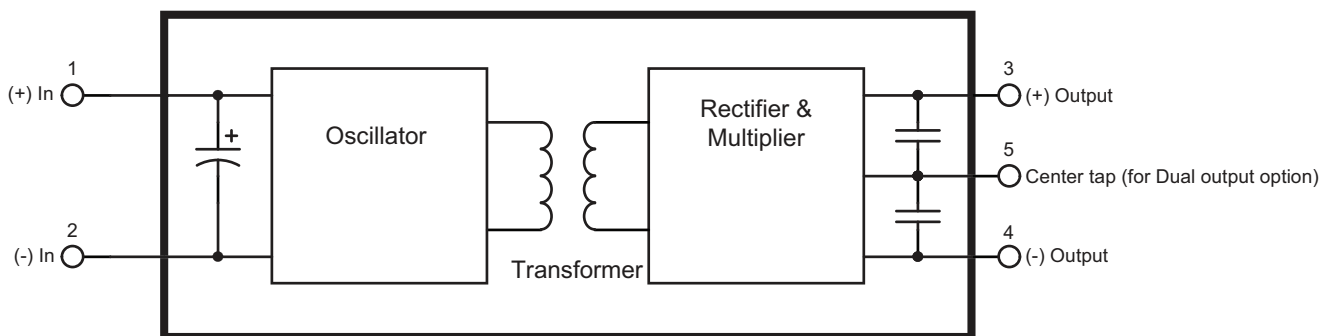 1
(+) In
2
(-) In
+
Oscillator
Transformer
Rectifier &
Multiplier
3
(+) Output
5
Center tap (for Dual output option)
4
(-) Output